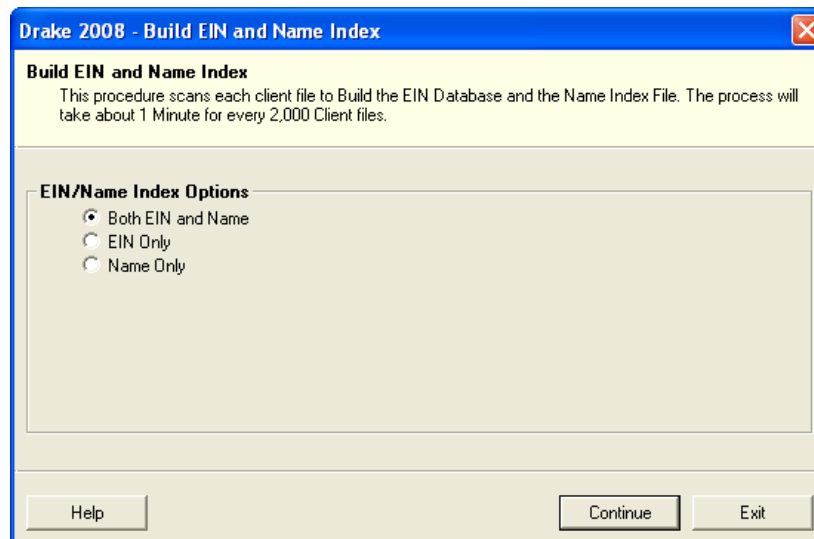 Drake 2008 - Build EIN and Name Index
Build EIN and Name Index
This procedure scans each client file to Build the EIN Database and the Name Index File. The process will
take about 1 Minute for every 2,000 Client files.
EIN/Name Index Options
Both EIN and Name
EIN Only
Name Only
Help
Continue
Exit